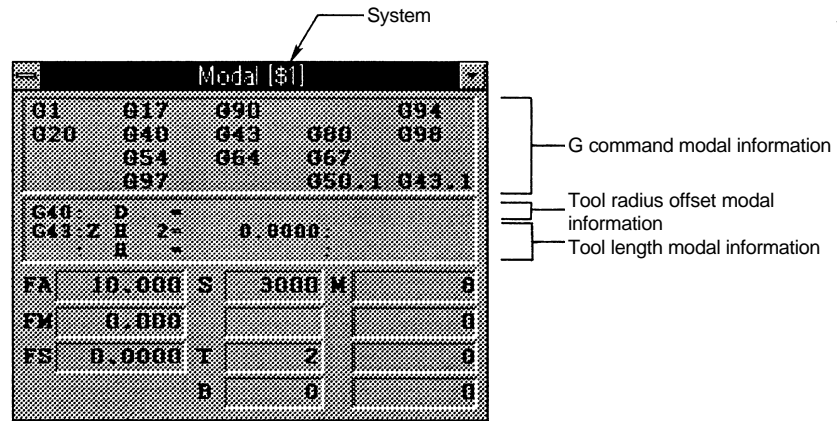 System
Modal [$1]
G1 G17 G90 G94
G20 G40 G43 G80 G98
G54 G64 G67
G97 G50.1 G43.1
G command modal information
G40: D =
G43:Z H 2= 0.0000:
: H = :
Tool radius offset modal
information
Tool length modal information
FA 10.000 S 3000 M
FM 0.000 0
FS 0.0000 T 2 0
B 0 0